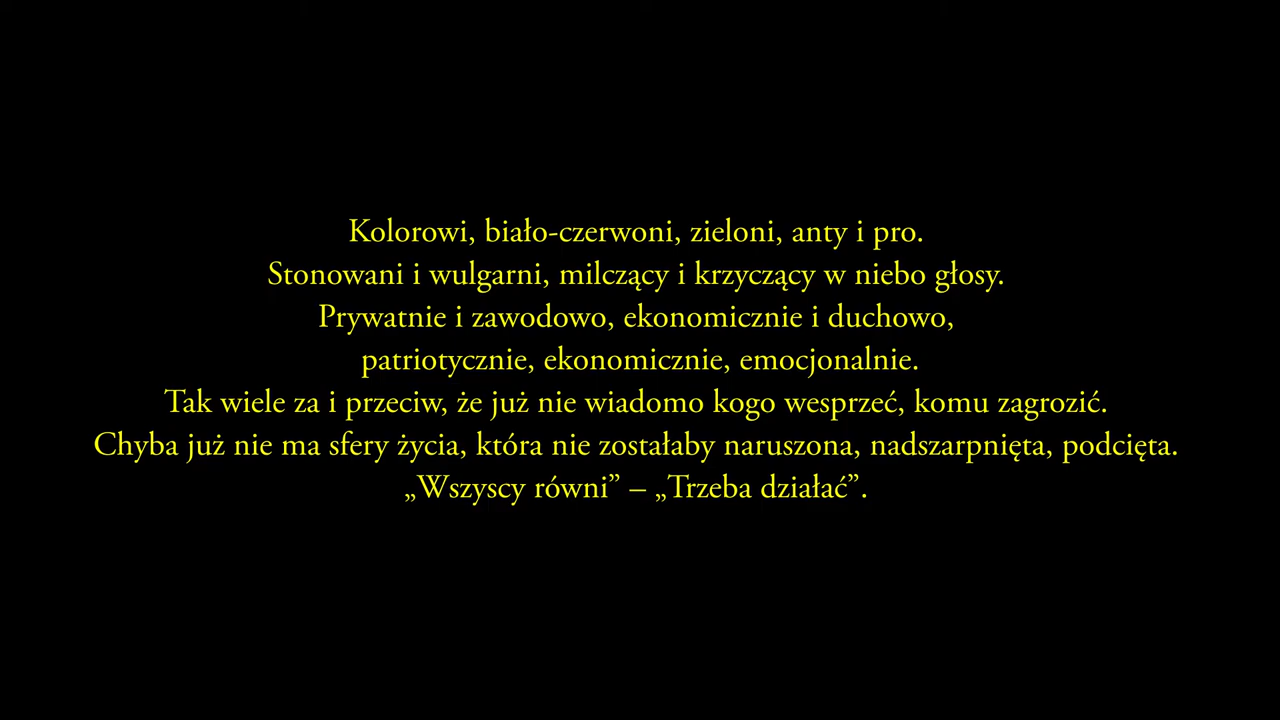 Kolorowi, biało-czerwoni, zieloni, anty i pro.
Stonowani i wulgarni, milczący i krzyczący w niebo głosy.
Prywatnie i zawodowo, ekonomicznie i duchowo,
patriotycznie, ekonomicznie, emocjonalnie.
Tak wiele za i przeciw, że już nie wiadomo kogo wesprzeć, komu zagrozić.
Chyba już nie ma sfery życia, która nie zostałaby naruszona, nadszarpnięta, podcięta.
„Wszyscy równi” – „Trzeba działać”.